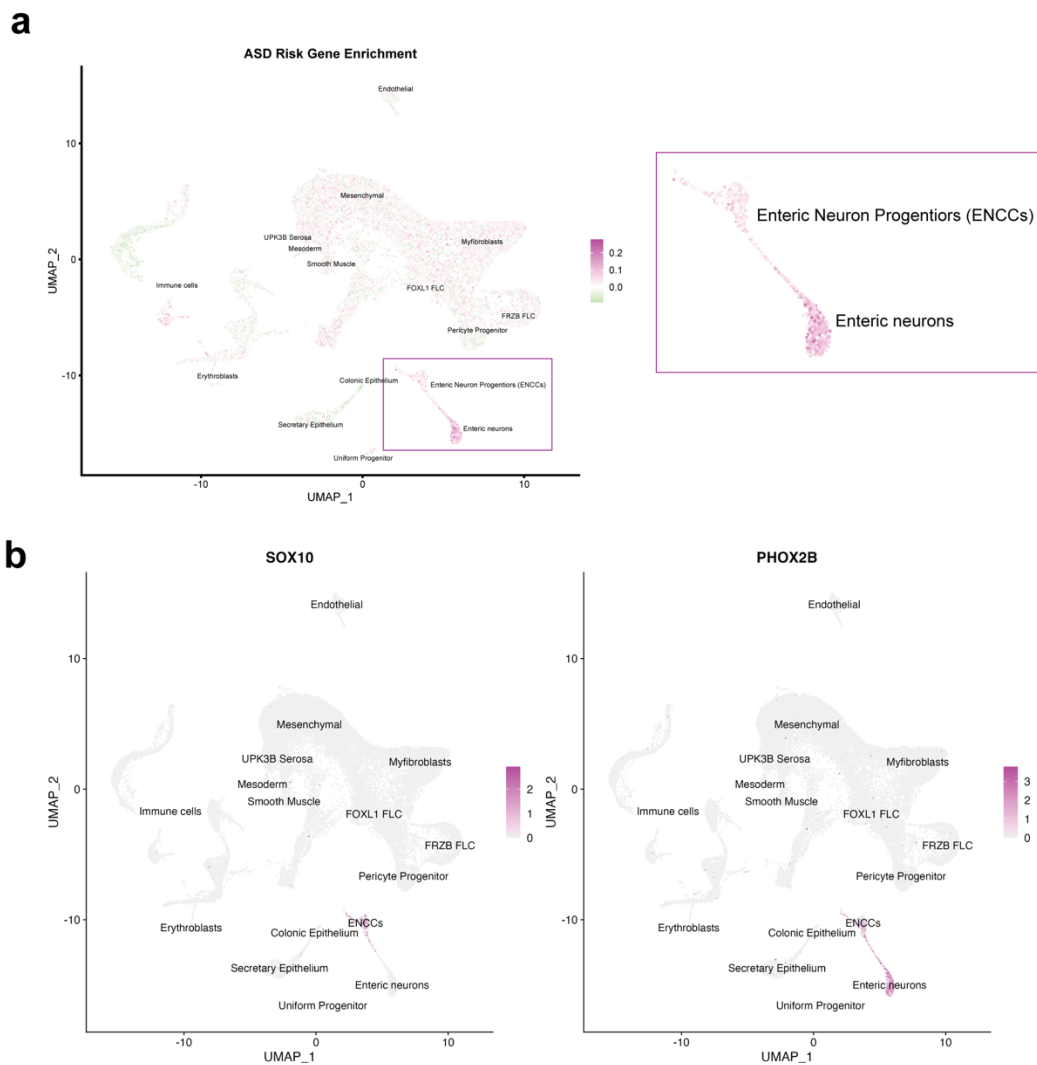 a
ASD Risk Gene Enrichment
Endothelial
10
Mesenchymal
UPK3B Serosa
Myfibroblasts
Mesoderm
0
Smooth Muscle
UMAP_2
Immune cells
FOXL1 FLC
FRZB FLC
Pericyte Progenitor
Erythroblasts
-10
Colonic Epithelium
Enteric Neuron Progentiors (ENCCs)
Secretary Epithelium
Enteric neurons
Uniform Progenitor
-10
0
10
UMAP_1
0.2
0.1
0.0
Enteric Neuron Progentiors (ENCCs)
Enteric neurons
b
SOX10
Endothelial
10
Mesenchymal
UPK3B Serosa
Myfibroblasts
Mesoderm
0
Smooth Muscle
Immune cells
FOXL1 FLC
UMAP_2
FRZB FLC
Pericyte Progenitor
-10
ENCCs
Erythroblasts
Colonic Epithelium
Secretary Epithelium
Enteric neurons
Uniform Progenitor
-10
0
10
UMAP_1
2
1
0
PHOX2B
Endothelial
10
Mesenchymal
UPK3B Serosa
Myfibroblasts
Mesoderm
0
Smooth Muscle
Immune cells
FOXL1 FLC
UMAP_2
FRZB FLC
Pericyte Progenitor
-10
ENCCs
Erythroblasts
Colonic Epithelium
Secretary Epithelium
Enteric neurons
Uniform Progenitor
-10
0
10
UMAP_1
3
2
1
0